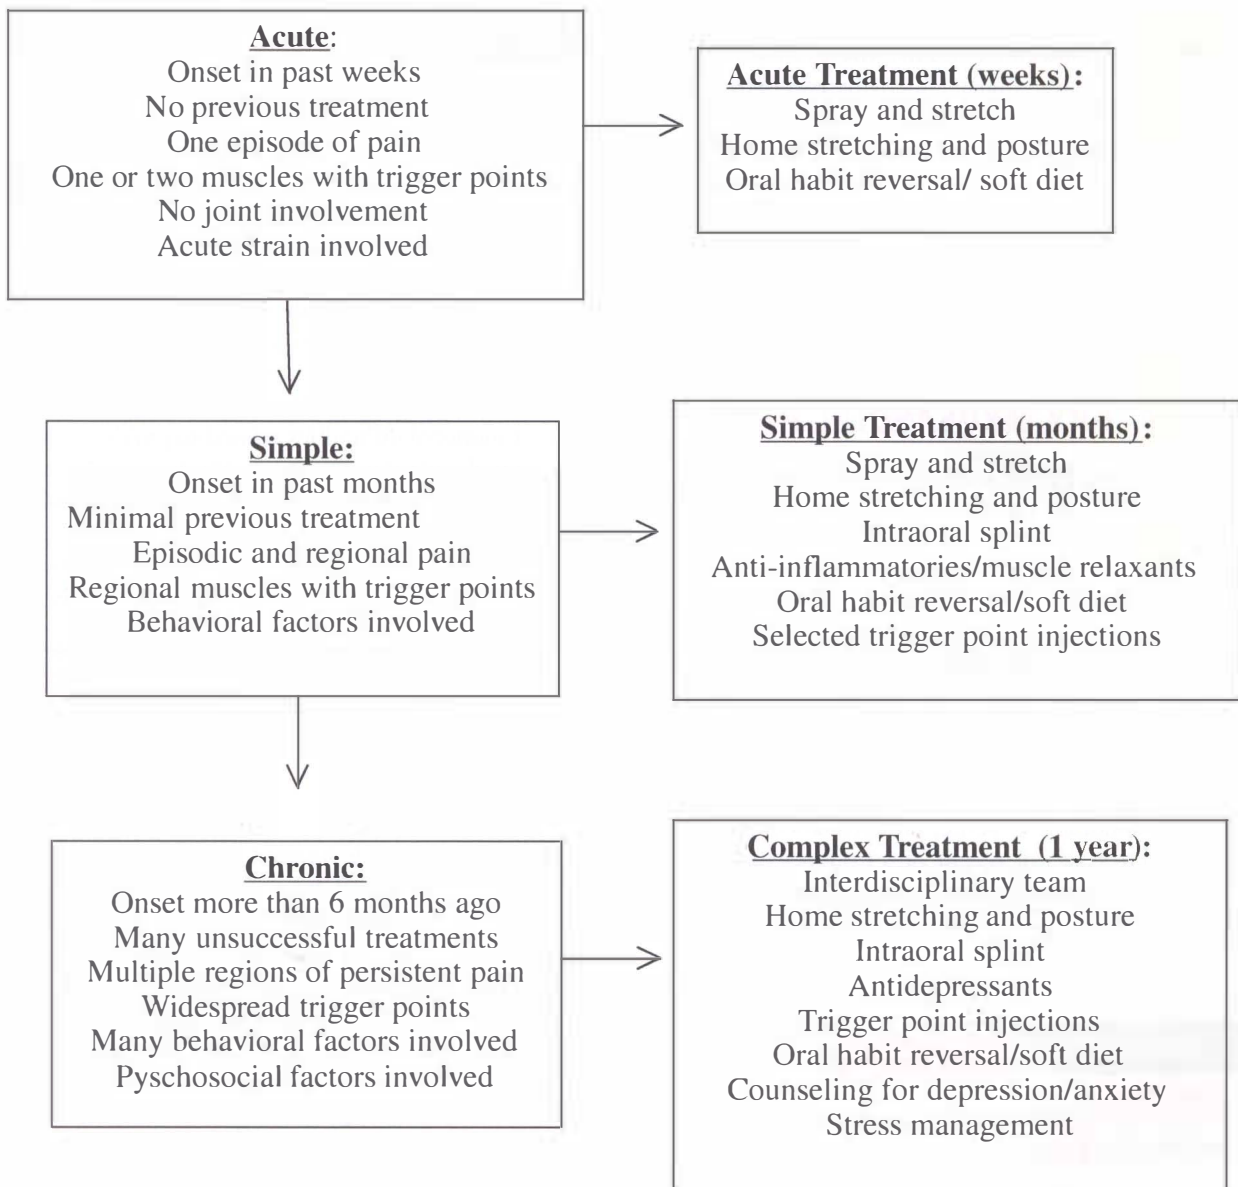 Acute:
Onset in past weeks
No previous treatment
One episode of pain
One or two muscles with trigger points
No joint involvement
Acute strain involved
Acute Treatment (weeks):
Spray and stretch
Home stretching and posture
Oral habit reversal/ soft diet
Simple:
Onset in past months
Minimal previous treatment
Episodic and regional pain
Regional muscles with trigger points
Behavioral factors involved
Simple Treatment (months):
Spray and stretch
Home stretching and posture
Intraoral splint
Anti-inflammatories/muscle relaxants
Oral habit reversal/soft diet
Selected trigger point injections
Chronic:
Onset more than 6 months ago
Many unsuccessful treatments
Multiple regions of persistent pain
Widespread trigger points
Many behavioral factors involved
Pyschosocial factors involved
Complex Treatment (1 year):
Interdisciplinary team
Home stretching and posture
Intraoral splint
Antidepressants
Trigger point injections
Oral habit reversal/soft diet
Counseling for depression/anxiety
Stress management